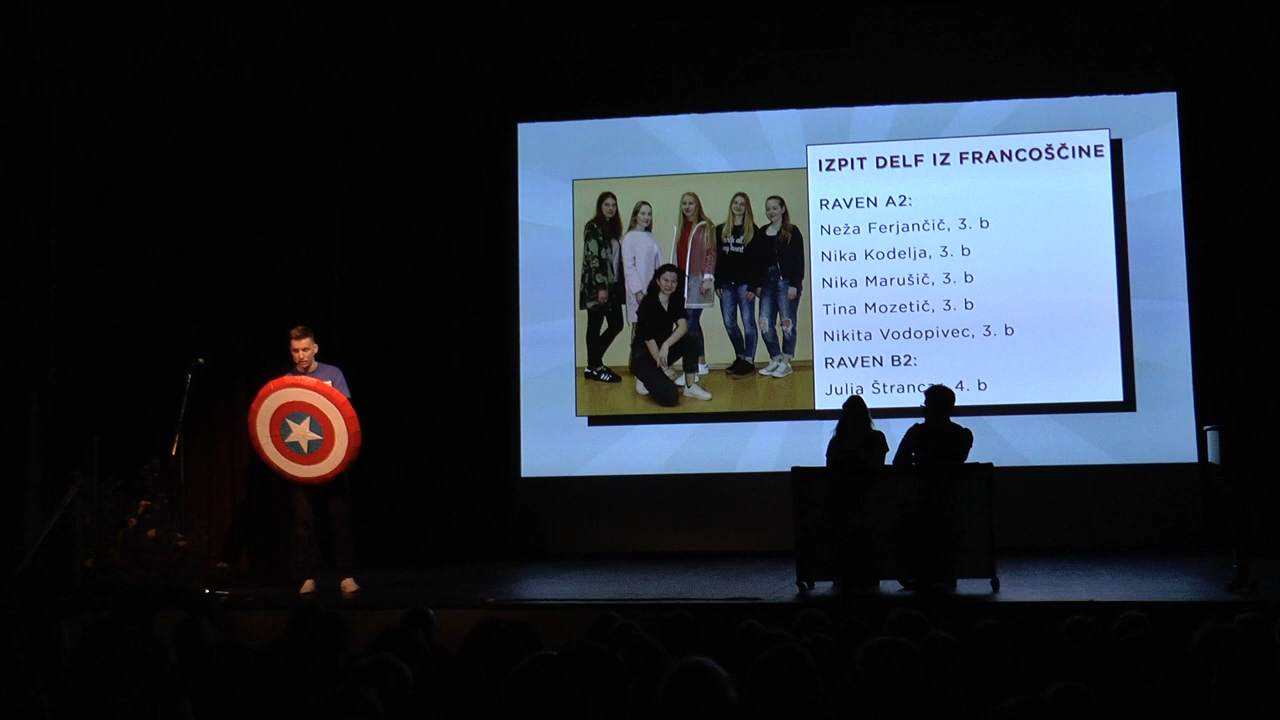 IZPIT DELF IZ FRANCOŠČINE
RAVEN A2:
Neža Ferjančič, 3. b
Nika Kodelja, 3. b
Nika Marušič, 3. b
Tina Mozetič, 3. b
Nikita Vodopivec, 3. b
RAVEN B2:
Julia 4. b